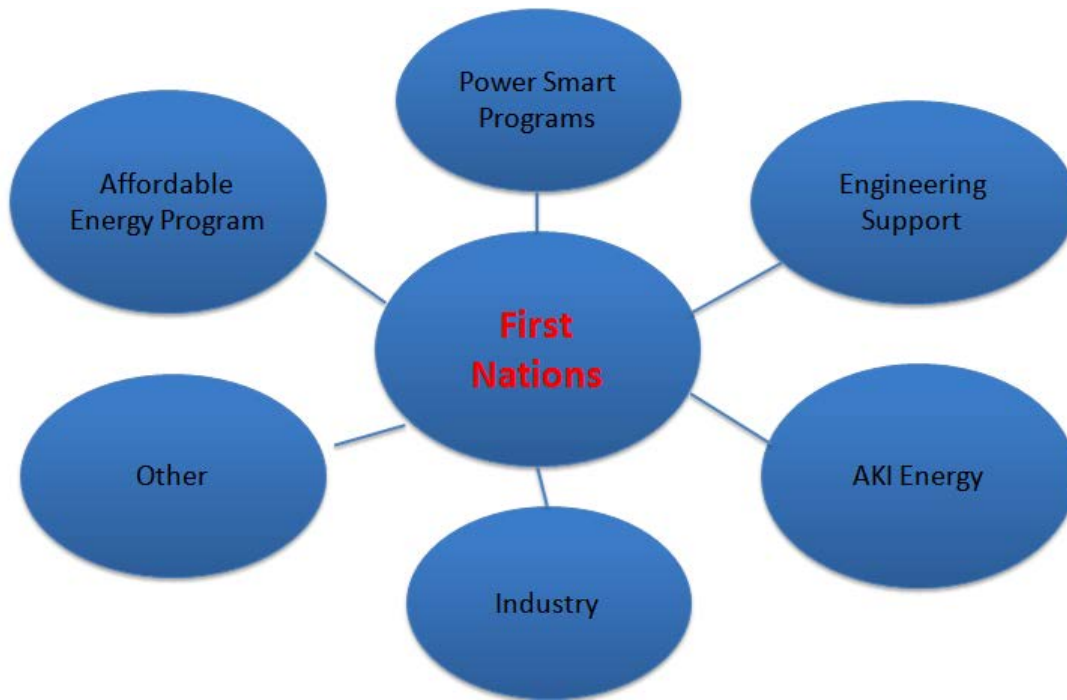 Power Smart
Programs
Affordable
Energy Program
Engineering
Support
First
Nations
Other
AKI Energy
Industry